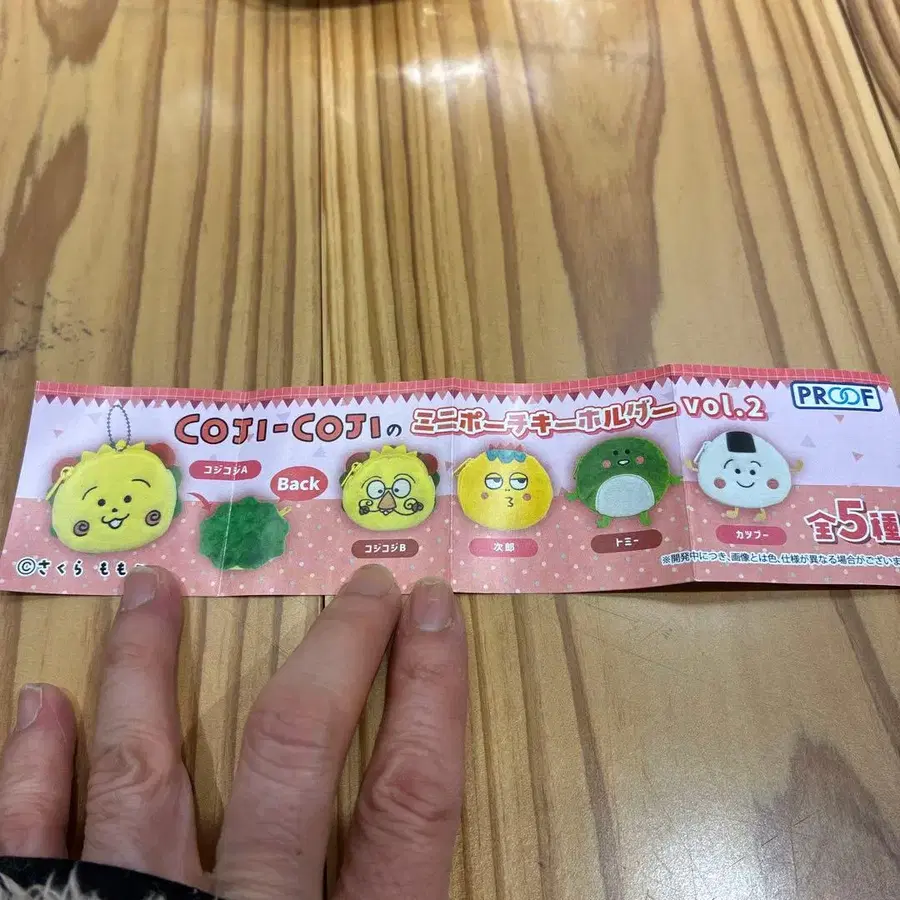 COJI-COJIの ミニポーチキーホルダー vol.2
PROOF
コジコジA
Back
コジコジB
次郎
トミー
カツブー
全5種
©さくら もも
※開発中につき、画像とは色、仕様が異なる場合がございま